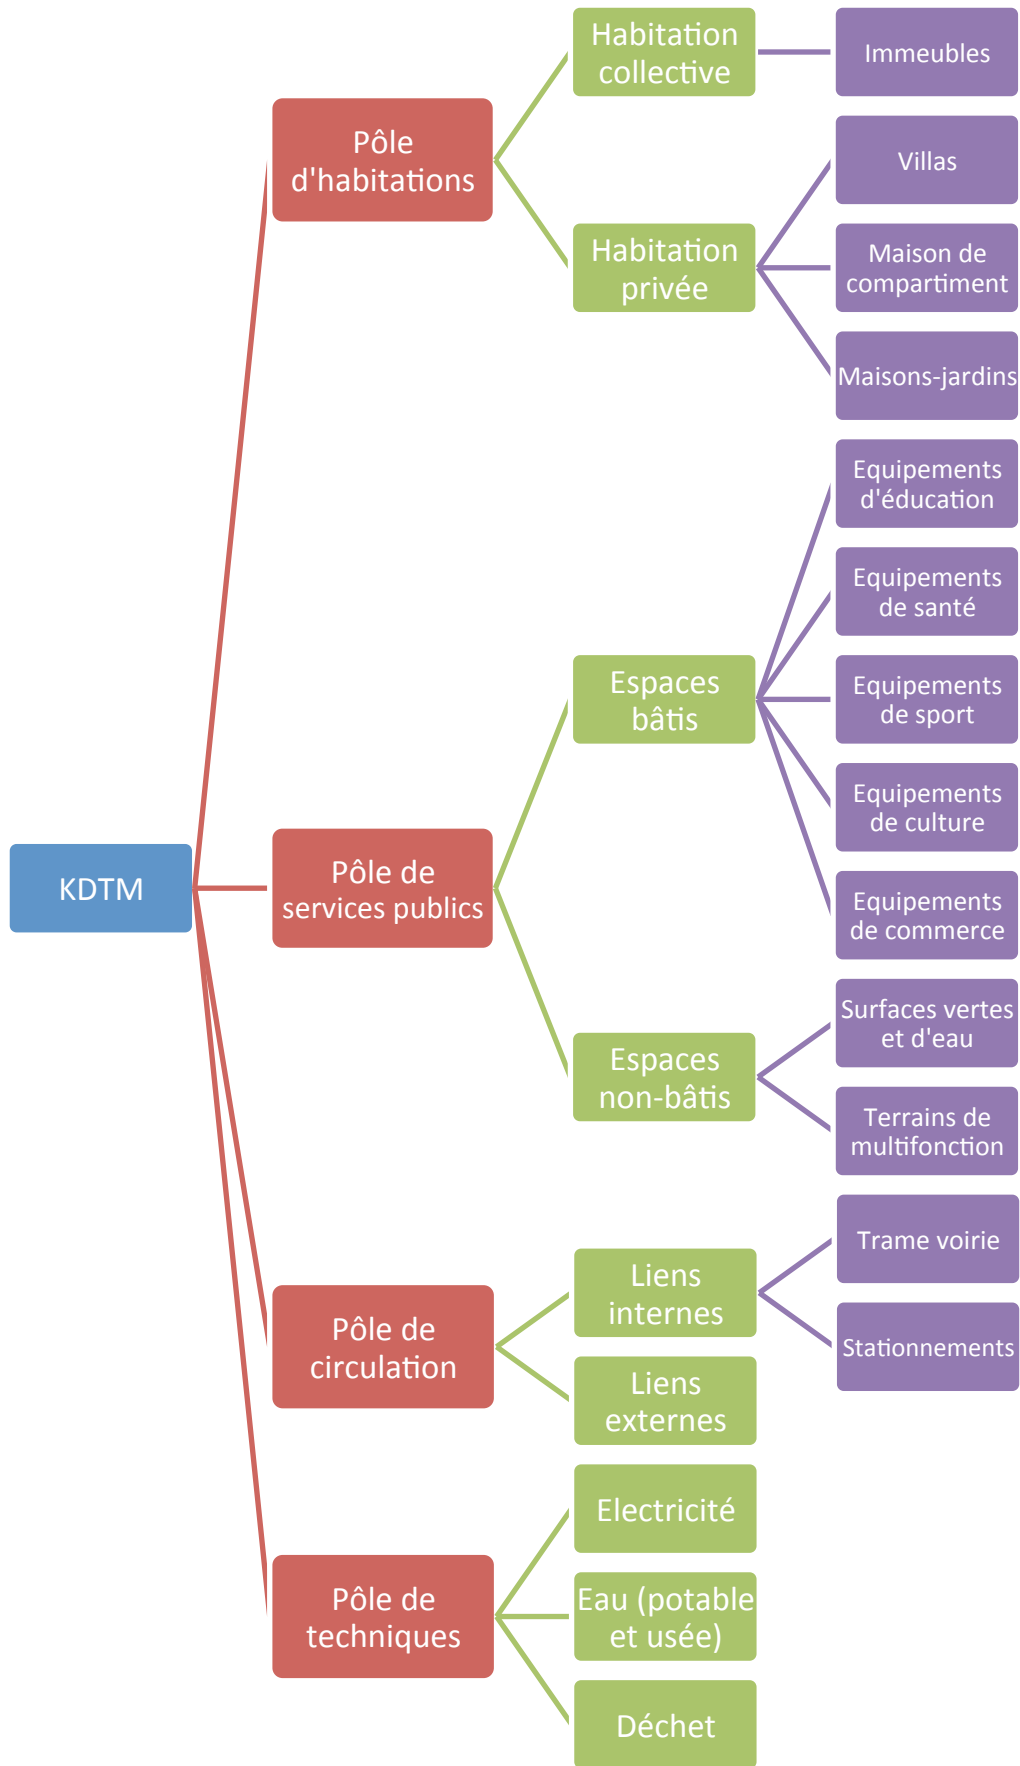 KDTM
Pôle
d'habitations
Habitation
collective
Immeubles
Habitation
privée
Villas
Maison de
compartiment
Maisons-jardins
Pôle de
services publics
Espaces
bâtis
Equipements
d'éducation
Equipements
de santé
Equipements
de sport
Equipements
de culture
Equipements
de commerce
Espaces
non-bâtis
Surfaces vertes
et d'eau
Terrains de
multifonction
Pôle de
circulation
Liens
internes
Trame voirie
Stationnements
Liens
externes
Pôle de
techniques
Electricité
Eau (potable
et usée)
Déchet